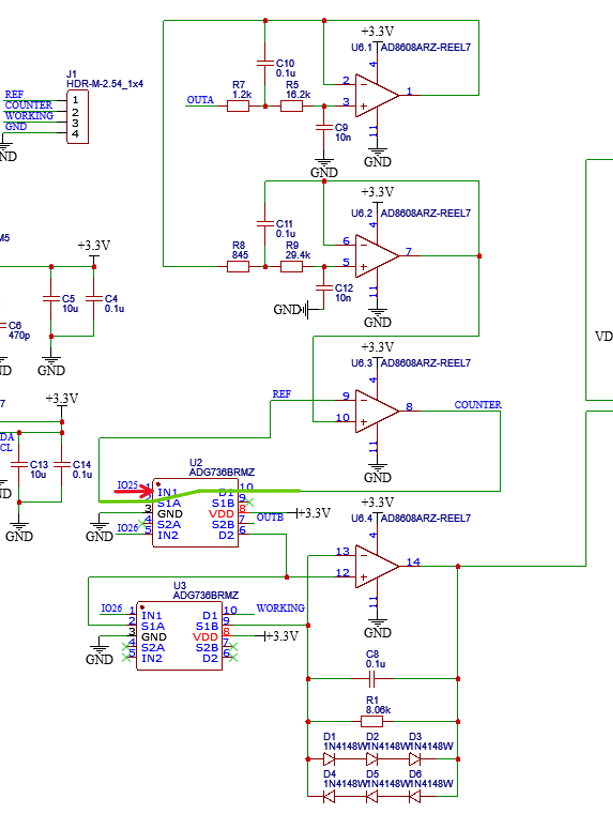 J1
HDR-M-2.54_1x4
REF
COUNTER
WORKING
GND
1
2
3
4
ND
+3.3V
U6.1 AD8608ARZ-REEL7
C10
0.1u
R7
1.2k
R5
16.2k
OUTA
2
3
4
1
11
C9
10n
GND
GND
+3.3V
U6.2 AD8608ARZ-REEL7
C11
0.1u
R8
845
R9
29.4k
6
5
4
7
11
C12
10n
GND
GND
M5
+3.3V
C5
10u
C4
0.1u
C6
470p
ND
GND
+3.3V
U6.3 AD8608ARZ-REEL7
VD
REF
9
10
4
8
COUNTER
11
GND
7
+3.3V
DA
CL
C13
10u
C14
0.1u
ND
GND
U2
ADG736BRMZ
IO25
1 IN1 D1 10
2 S1A S1B 9
3 GND VDD 8
4 S2A S2B 7
5 IN2 D2 6
GND
IO26
OUTB
+3.3V
+3.3V
U6.4 AD8608ARZ-REEL7
13
12
4
14
11
GND
U3
ADG736BRMZ
IO26
WORKING
1 IN1 D1 10
2 S1A S1B 9
3 GND VDD 8
4 S2A S2B 7
5 IN2 D2 6
GND
+3.3V
C8
0.1u
R1
8.06k
D1 D2 D3
1N4148W 1N4148W 1N4148W
D4 D5 D6
1N4148W 1N4148W 1N4148W